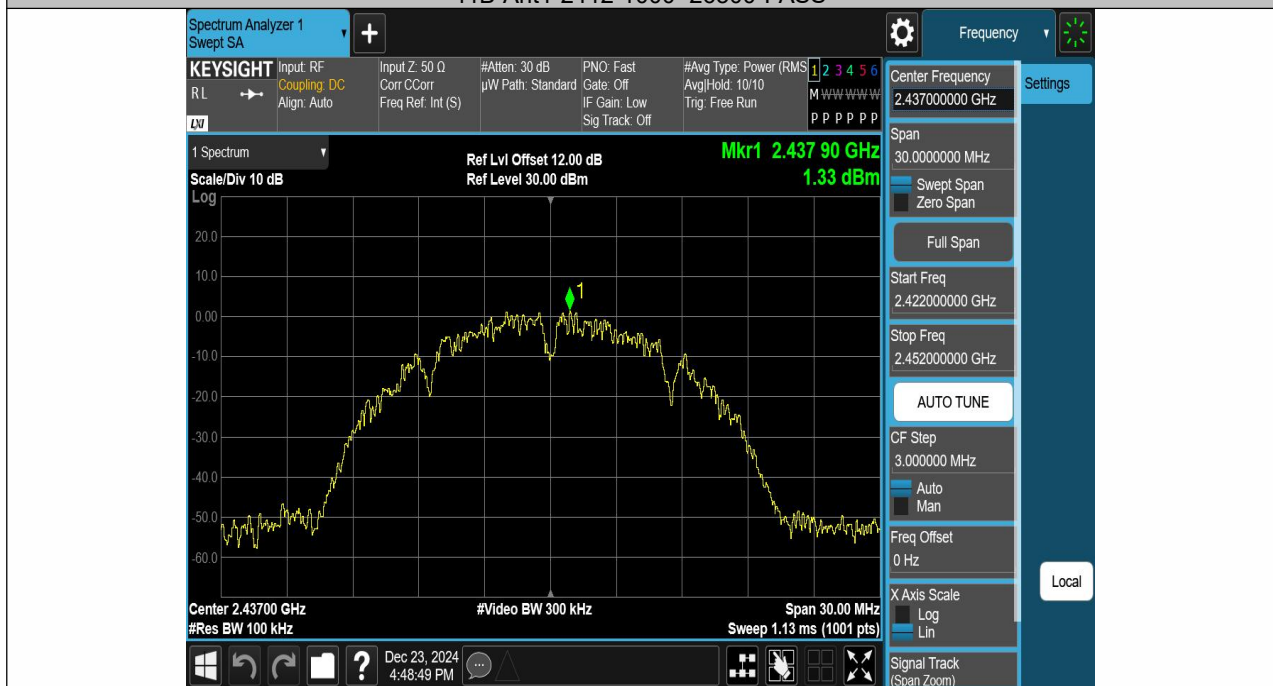 Spectrum Analyzer 1
Swept SA
+
Frequency
KEYSIGHT
RL
LXI
Input: RF
Coupling: DC
Align: Auto
Input Z: 50 Ω
Corr CCorr
Freq Ref: Int (S)
#Atten: 30 dB
µW Path: Standard
PNO: Fast
Gate: Off
IF Gain: Low
Sig Track: Off
#Avg Type: Power (RMS
Avg|Hold: 10/10
Trig: Free Run
1 2 3 4 5 6
M W W W W W
P P P P P P
1 Spectrum
Scale/Div 10 dB
Log
Ref Lvl Offset 12.00 dB
Ref Level 30.00 dBm
Mkr1 2.437 90 GHz
1.33 dBm
1
20.0
10.0
0.00
-10.0
-20.0
-30.0
-40.0
-50.0
-60.0
Center 2.43700 GHz
#Res BW 100 kHz
#Video BW 300 kHz
Span 30.00 MHz
Sweep 1.13 ms (1001 pts)
Center Frequency
2.437000000 GHz
Span
30.0000000 MHz
Swept Span
Zero Span
Full Span
Start Freq
2.422000000 GHz
Stop Freq
2.452000000 GHz
AUTO TUNE
CF Step
3.000000 MHz
Auto
Man
Freq Offset
0 Hz
X Axis Scale
Log
Lin
Signal Track
(Span Zoom)
Settings
Local
?
Dec 23, 2024
4:48:49 PM